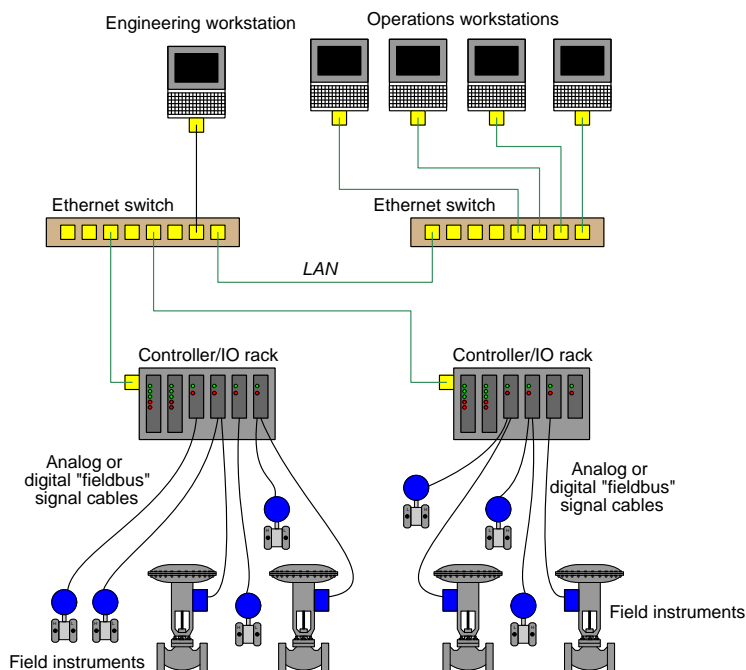 Engineering workstation
Operations workstations
Ethernet switch
Ethernet switch
LAN
Controller/IO rack
Controller/IO rack
Analog or
digital "fieldbus"
signal cables
Analog or
digital "fieldbus"
signal cables
Field instruments
Field instruments